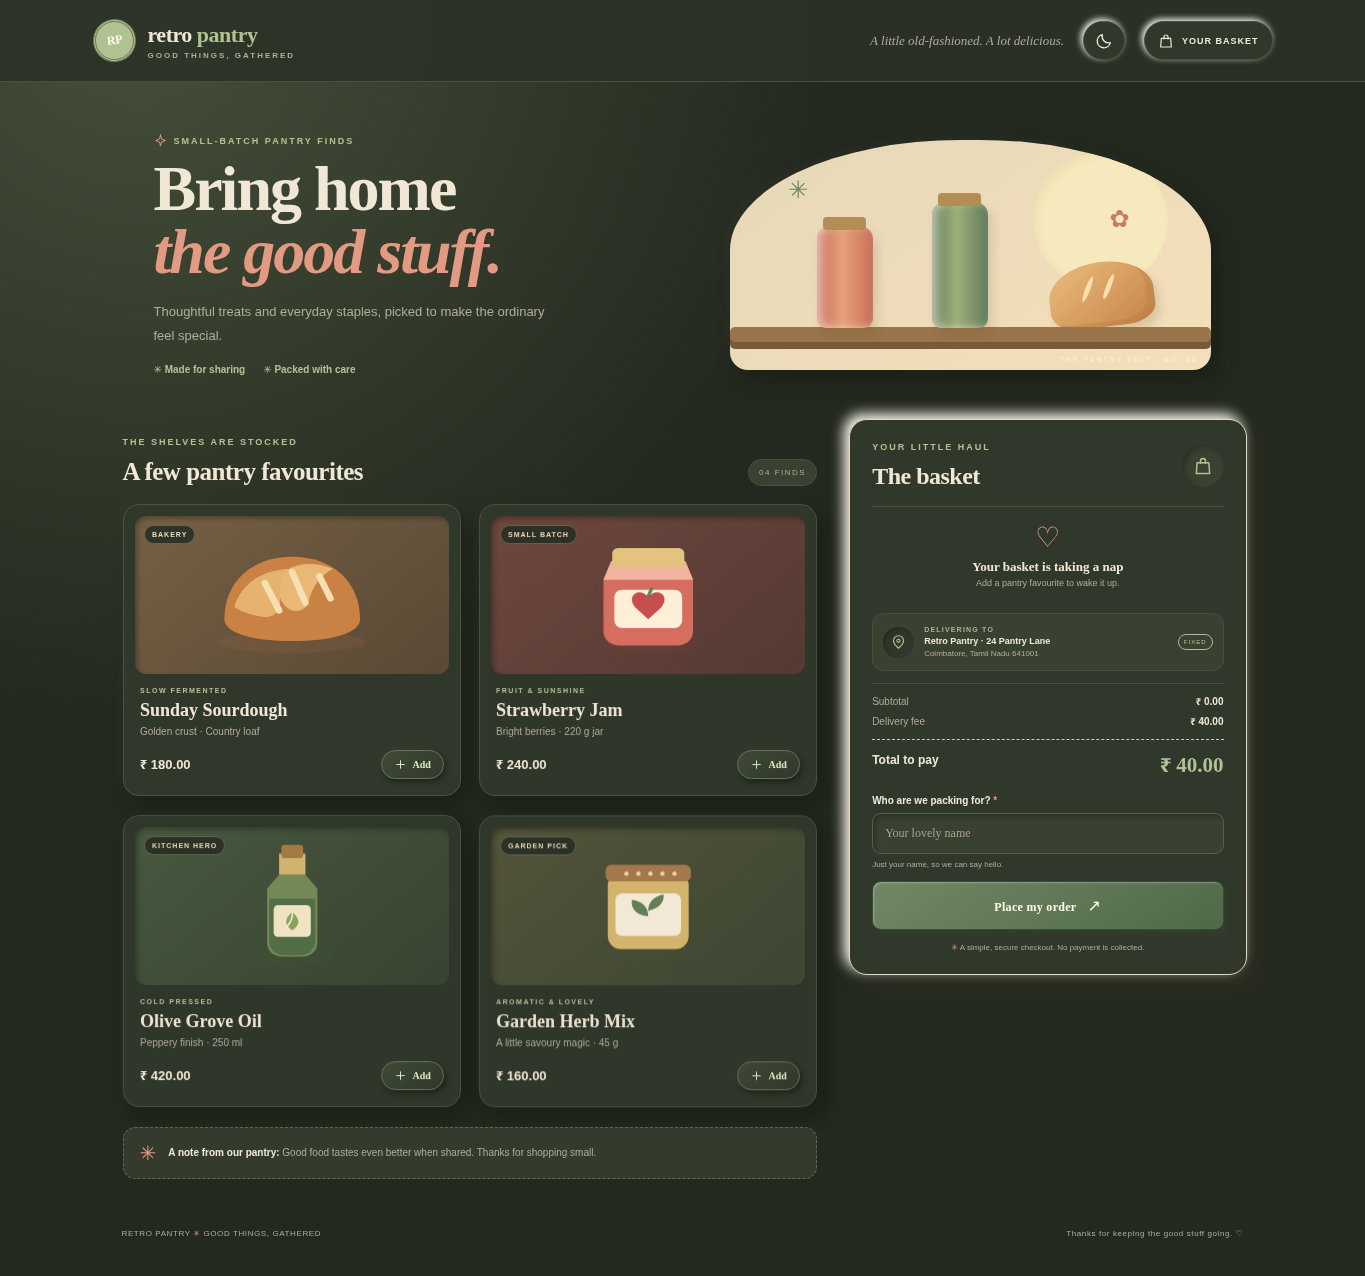 RP
retro pantry
GOOD THINGS, GATHERED
A little old-fashioned. A lot delicious.
YOUR BASKET
SMALL-BATCH PANTRY FINDS
Bring home
the good stuff.
Thoughtful treats and everyday staples, picked to make the ordinary
feel special.
✳ Made for sharing ✳ Packed with care
THE PANTRY EDIT
THE SHELVES ARE STOCKED
A few pantry favourites
04 FINDS
BAKERY
SLOW FERMENTED
Sunday Sourdough
Golden crust · Country loaf
₹ 180.00
Add
SMALL BATCH
FRUIT & SUNSHINE
Strawberry Jam
Bright berries · 220 g jar
₹ 240.00
Add
KITCHEN HERO
COLD PRESSED
Olive Grove Oil
Peppery finish · 250 ml
₹ 420.00
Add
GARDEN PICK
AROMATIC & LOVELY
Garden Herb Mix
A little savoury magic · 45 g
₹ 160.00
Add
A note from our pantry: Good food tastes even better when shared. Thanks for shopping small.
YOUR LITTLE HAUL
The basket
Your basket is taking a nap
Add a pantry favourite to wake it up.
DELIVERING TO
Retro Pantry · 24 Pantry Lane
Coimbatore, Tamil Nadu 641001
FIXED
Subtotal ₹ 0.00
Delivery fee ₹ 40.00
Total to pay ₹ 40.00
Who are we packing for? *
Your lovely name
Just your name, so we can say hello.
Place my order ↗
✳ A simple, secure checkout. No payment is collected.
RETRO PANTRY ✳ GOOD THINGS, GATHERED
Thanks for keeping the good stuff going. ♡